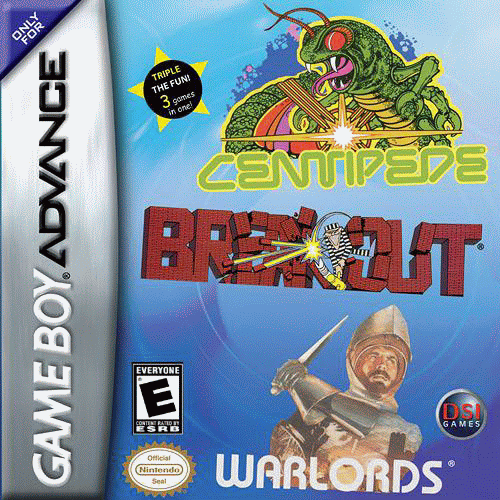 ONLY
FOR
GAME BOY ADVANCE
TRIPLE
THE FUN!
3 games
in one!
CENTIPEDE®
BREAKOUT®
EVERYONE
E
CONTENT RATED BY
ESRB
Official
Nintendo
Seal
DSI
GAMES
WARLORDS®